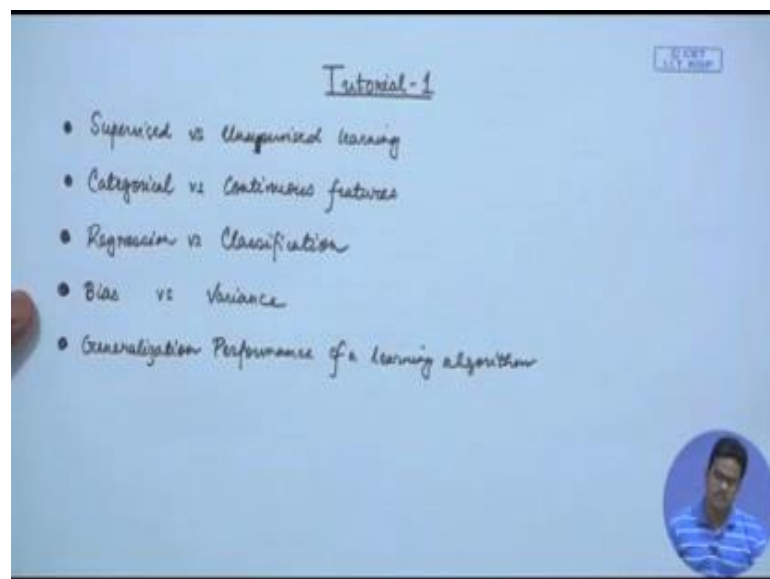 Tutorial-1
• Supervised vs Unsupervised learning
• Categorical vs Continuous features
• Regression vs Classification
• Bias vs Variance
• Generalization Performance of a learning algorithm